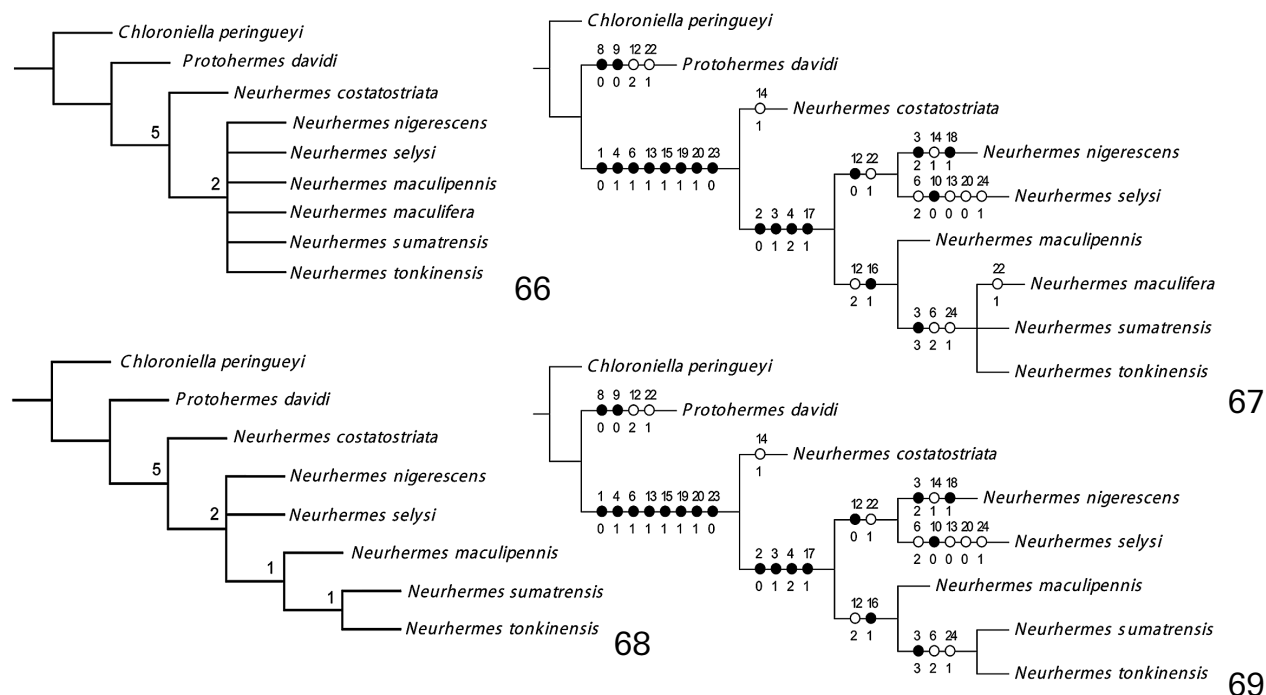 Chloroniella peringueyi
Protohermes davidi
Neurhermes costatostriata
Neurhermes nigerescens
Neurhermes selysi
Neurhermes maculipennis
Neurhermes maculifera
Neurhermes sumatrensis
Neurhermes tonkinensis
5
2
66
Chloroniella peringueyi
8 9 12 22
Protohermes davidi
0 0 2 1
14
Neurhermes costatostriata
1
1 4 6 13 15 19 20 23
0 1 1 1 1 1 1 0
3 14 18
Neurhermes nigerescens
2 1 1
12 22
0 1
6 10 13 20 24
Neurhermes selysi
2 0 0 0 1
2 3 4 17
0 1 2 1
Neurhermes maculipennis
12 16
2 1
22
Neurhermes maculifera
1
3 6 24
Neurhermes sumatrensis
3 2 1
Neurhermes tonkinensis
67
Chloroniella peringueyi
Protohermes davidi
Neurhermes costatostriata
5
Neurhermes nigerescens
2
Neurhermes selysi
Neurhermes maculipennis
1
Neurhermes sumatrensis
1
Neurhermes tonkinensis
68
Chloroniella peringueyi
8 9 12 22
Protohermes davidi
0 0 2 1
14
Neurhermes costatostriata
1
1 4 6 13 15 19 20 23
0 1 1 1 1 1 1 0
3 14 18
Neurhermes nigerescens
2 1 1
12 22
0 1
6 10 13 20 24
Neurhermes selysi
2 0 0 0 1
2 3 4 17
0 1 2 1
Neurhermes maculipennis
12 16
2 1
Neurhermes sumatrensis
3 6 24
3 2 1
Neurhermes tonkinensis
69